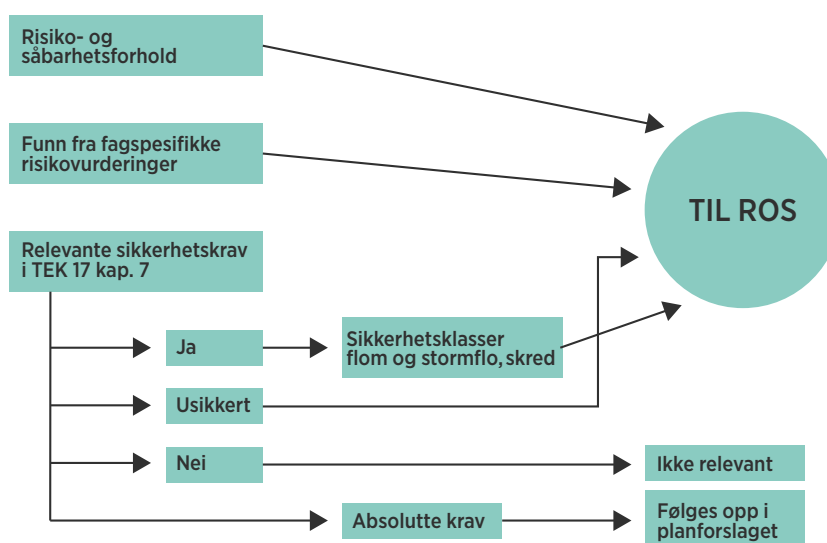 Risiko- og
såbarhetsforhold
Funn fra fagspesifikke
risikovurderinger
TIL ROS
Relevante sikkerhetskrav
i TEK 17 kap. 7
Ja
Sikkerhetsklasser
flom og stormflo, skred
Usikkert
Nei
Ikke relevant
Absolutte krav
Følges opp i
planforslaget